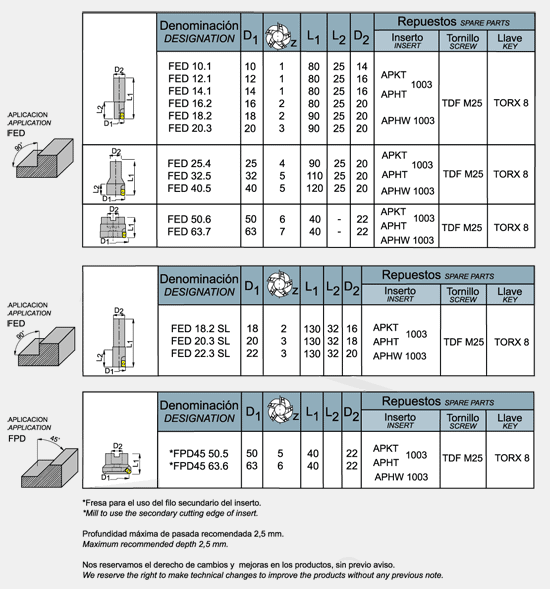 Denominación DESIGNATION D1 Z L1 L2 D2 Repuestos SPARE PARTS
Inserto INSERT Tornillo SCREW Llave KEY
APLICACION
APPLICATION
FED
90°
D2
L1
L2
D1
FED 10.1 10 1 80 25 14
FED 12.1 12 1 80 25 16
FED 14.1 14 1 80 25 16
FED 16.2 16 2 80 25 20
FED 18.2 18 2 90 25 20
FED 20.3 20 3 90 25 20
APKT
APHT 1003
APHW 1003
TDF M25 TORX 8
D2
L1
L2
D1
FED 25.4 25 4 90 25 20
FED 32.5 32 5 110 25 20
FED 40.5 40 5 120 25 20
APKT
APHT 1003
APHW 1003
TDF M25 TORX 8
D2
L1
D1
FED 50.6 50 6 40 - 22
FED 63.7 63 7 40 - 22
APKT
APHT 1003
APHW 1003
TDF M25 TORX 8
Denominación DESIGNATION D1 Z L1 L2 D2 Repuestos SPARE PARTS
Inserto INSERT Tornillo SCREW Llave KEY
APLICACION
APPLICATION
FED
90°
D2
L1
L2
D1
FED 18.2 SL 18 2 130 32 16
FED 20.3 SL 20 3 130 32 18
FED 22.3 SL 22 3 130 32 20
APKT
APHT 1003
APHW 1003
TDF M25 TORX 8
Denominación DESIGNATION D1 Z L1 L2 D2 Repuestos SPARE PARTS
Inserto INSERT Tornillo SCREW Llave KEY
APLICACION
APPLICATION
FPD
45°
D2
L1
D1
*FPD45 50.5 50 5 40 22
*FPD45 63.6 63 6 40 22
APKT
APHT 1003
APHW 1003
TDF M25 TORX 8
*Fresa para el uso del filo secundario del inserto.
*Mill to use the secondary cutting edge of insert.
Profundidad máxima de pasada recomendada 2,5 mm.
Maximum recommended depth 2,5 mm.
Nos reservamos el derecho de cambios y mejoras en los productos, sin previo aviso.
We reserve the right to make technical changes to improve the products without any previous note.